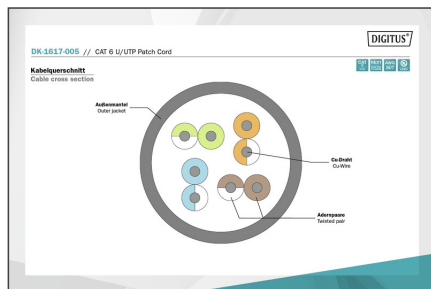 DIGITUS®
DK-1617-005 // CAT 6 U/UTP Patch Cord
Kabelquerschnitt
Cable cross section
Außenmantel
Outer jacket
Cu-Draht
Cu-Wire
Adernpaare
Twisted pair